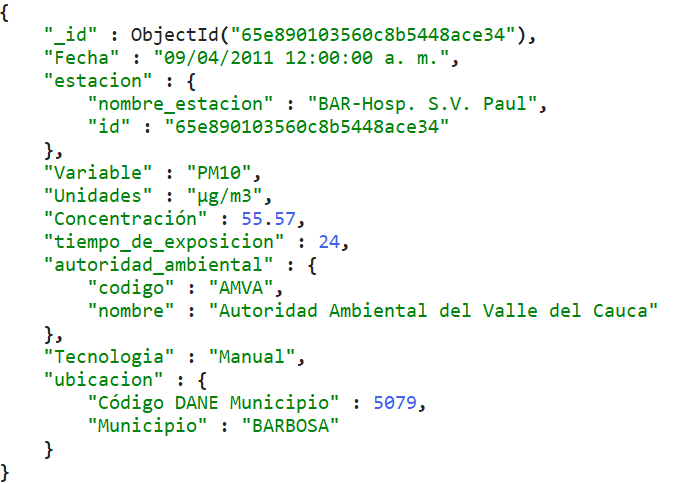 {
    "_id" : ObjectId("65e890103560c8b5448ace34"),
    "Fecha" : "09/04/2011 12:00:00 a. m.",
    "estacion" : {
        "nombre_estacion" : "BAR-Hosp. S.V. Paul",
        "id" : "65e890103560c8b5448ace34"
    },
    "Variable" : "PM10",
    "Unidades" : "µg/m3",
    "Concentración" : 55.57,
    "tiempo_de_exposicion" : 24,
    "autoridad_ambiental" : {
        "codigo" : "AMVA",
        "nombre" : "Autoridad Ambiental del Valle del Cauca"
    },
    "Tecnologia" : "Manual",
    "ubicacion" : {
        "Código DANE Municipio" : 5079,
        "Municipio" : "BARBOSA"
    }
}